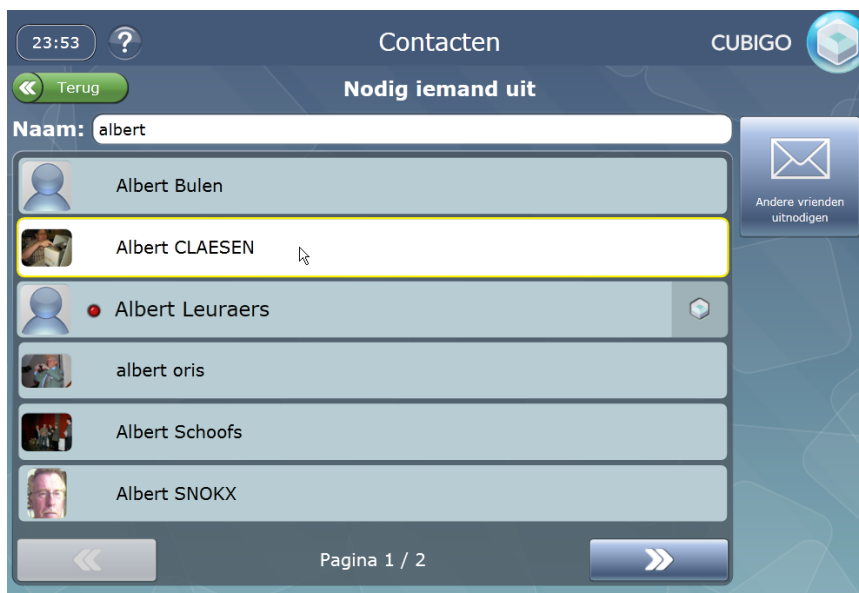 23:53 ? Contacten CUBIGO
Terug Nodig iemand uit
Naam: albert
Albert Bulen
Andere vrienden
uitnodigen
Albert CLAESEN
Albert Leuraers
albert oris
Albert Schoofs
Albert SNOKX
Pagina 1 / 2